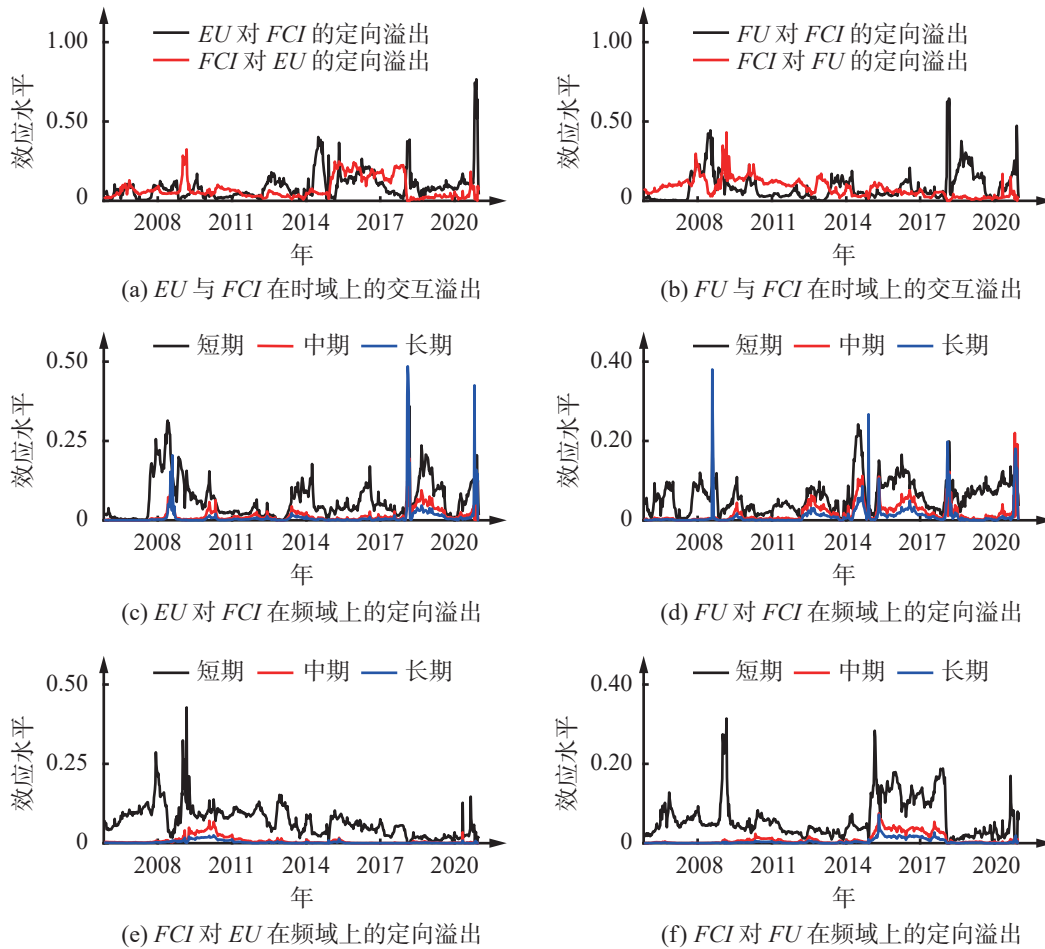 1.00
EU 对 FCI 的定向溢出
FCI 对 EU 的定向溢出
效应水平
0.50
0
2008 2011 2014 2017 2020
年
(a) EU 与 FCI 在时域上的交互溢出
1.00
FU 对 FCI 的定向溢出
FCI 对 FU 的定向溢出
效应水平
0.50
0
2008 2011 2014 2017 2020
年
(b) FU 与 FCI 在时域上的交互溢出
短期 中期 长期
0.50
效应水平
0.25
0
2008 2011 2014 2017 2020
年
(c) EU 对 FCI 在频域上的定向溢出
短期 中期 长期
0.40
效应水平
0.20
0
2008 2011 2014 2017 2020
年
(d) FU 对 FCI 在频域上的定向溢出
短期 中期 长期
0.50
效应水平
0.25
0
2008 2011 2014 2017 2020
年
(e) FCI 对 EU 在频域上的定向溢出
短期 中期 长期
0.40
效应水平
0.20
0
2008 2011 2014 2017 2020
年
(f) FCI 对 FU 在频域上的定向溢出